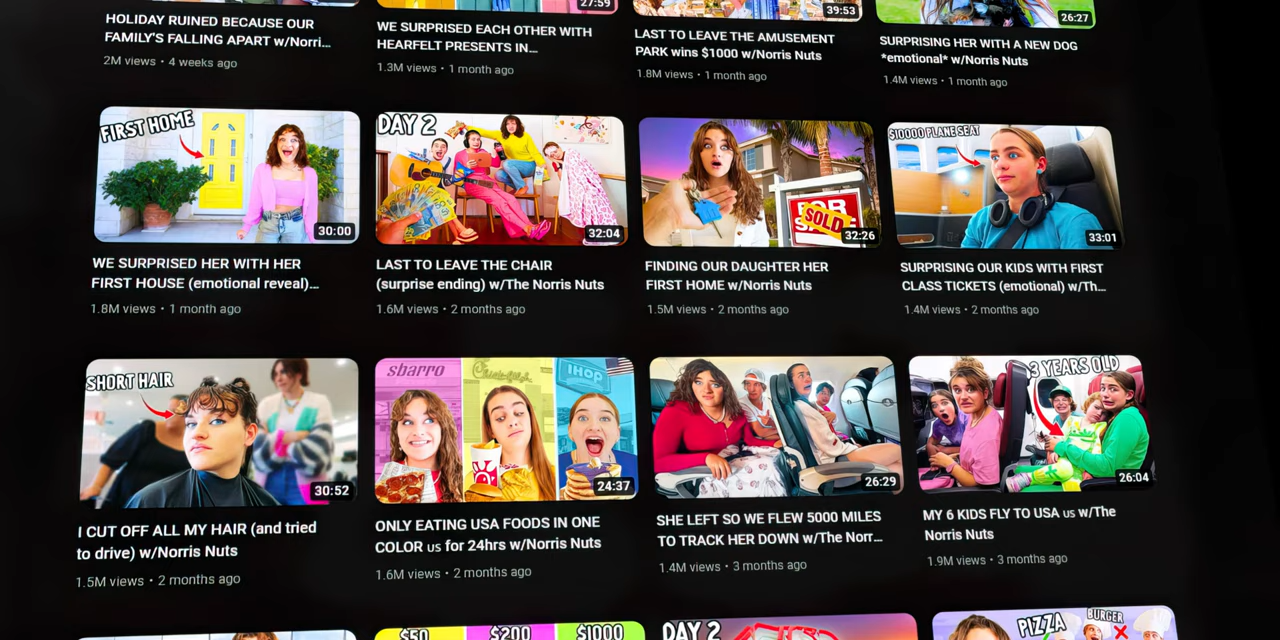 27:59
39:53
26:27
HOLIDAY RUINED BECAUSE OUR
FAMILY'S FALLING APART w/Norri...
2M views • 4 weeks ago
WE SURPRISED EACH OTHER WITH
HEARFELT PRESENTS IN...
1.3M views • 1 month ago
LAST TO LEAVE THE AMUSEMENT
PARK wins $1000 w/Norris Nuts
1.8M views • 1 month ago
SURPRISING HER WITH A NEW DOG
*emotional* w/Norris Nuts
1.4M views • 1 month ago
FIRST HOME
30:00
DAY 2
32:04
SOLD
32:26
$10000 PLANE SEAT
33:01
WE SURPRISED HER WITH HER
FIRST HOUSE (emotional reveal)...
1.8M views • 1 month ago
LAST TO LEAVE THE CHAIR
(surprise ending) w/The Norris Nuts
1.6M views • 2 months ago
FINDING OUR DAUGHTER HER
FIRST HOME w/Norris Nuts
1.5M views • 2 months ago
SURPRISING OUR KIDS WITH FIRST
CLASS TICKETS (emotional) w/Th...
1.4M views • 2 months ago
SHORT HAIR
30:52
sbarro
Chick-fil-A
IHOP
24:37
26:29
3 YEARS OLD
26:04
I CUT OFF ALL MY HAIR (and tried
to drive) w/Norris Nuts
1.5M views • 2 months ago
ONLY EATING USA FOODS IN ONE
COLOR us for 24hrs w/Norris Nuts
1.6M views • 2 months ago
SHE LEFT SO WE FLEW 5000 MILES
TO TRACK HER DOWN w/The Norr...
1.4M views • 3 months ago
MY 6 KIDS FLY TO USA us w/The
Norris Nuts
1.9M views • 3 months ago
$50
$200
$1000
DAY 2
PIZZA
BURGER